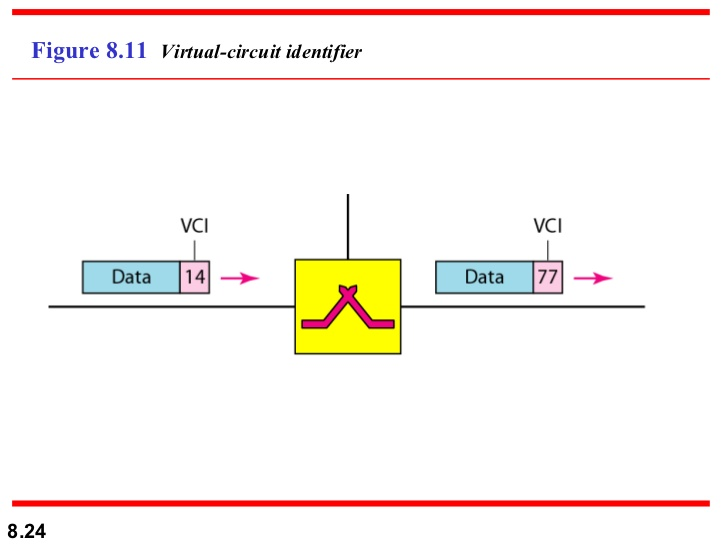 Figure 8.11 Virtual-circuit identifier
VCI VCI
Data 14 Data 77
8.24